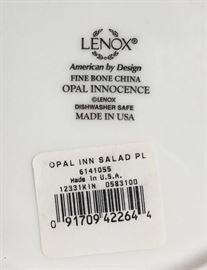 LENOX®
American by Design
FINE BONE CHINA
OPAL INNOCENCE
©LENOX
DISHWASHER SAFE
MADE IN USA
OPAL INN SALAD PL
6141055
Made In U.S.A.
12331KIN 0583100
0 91709 42264 4